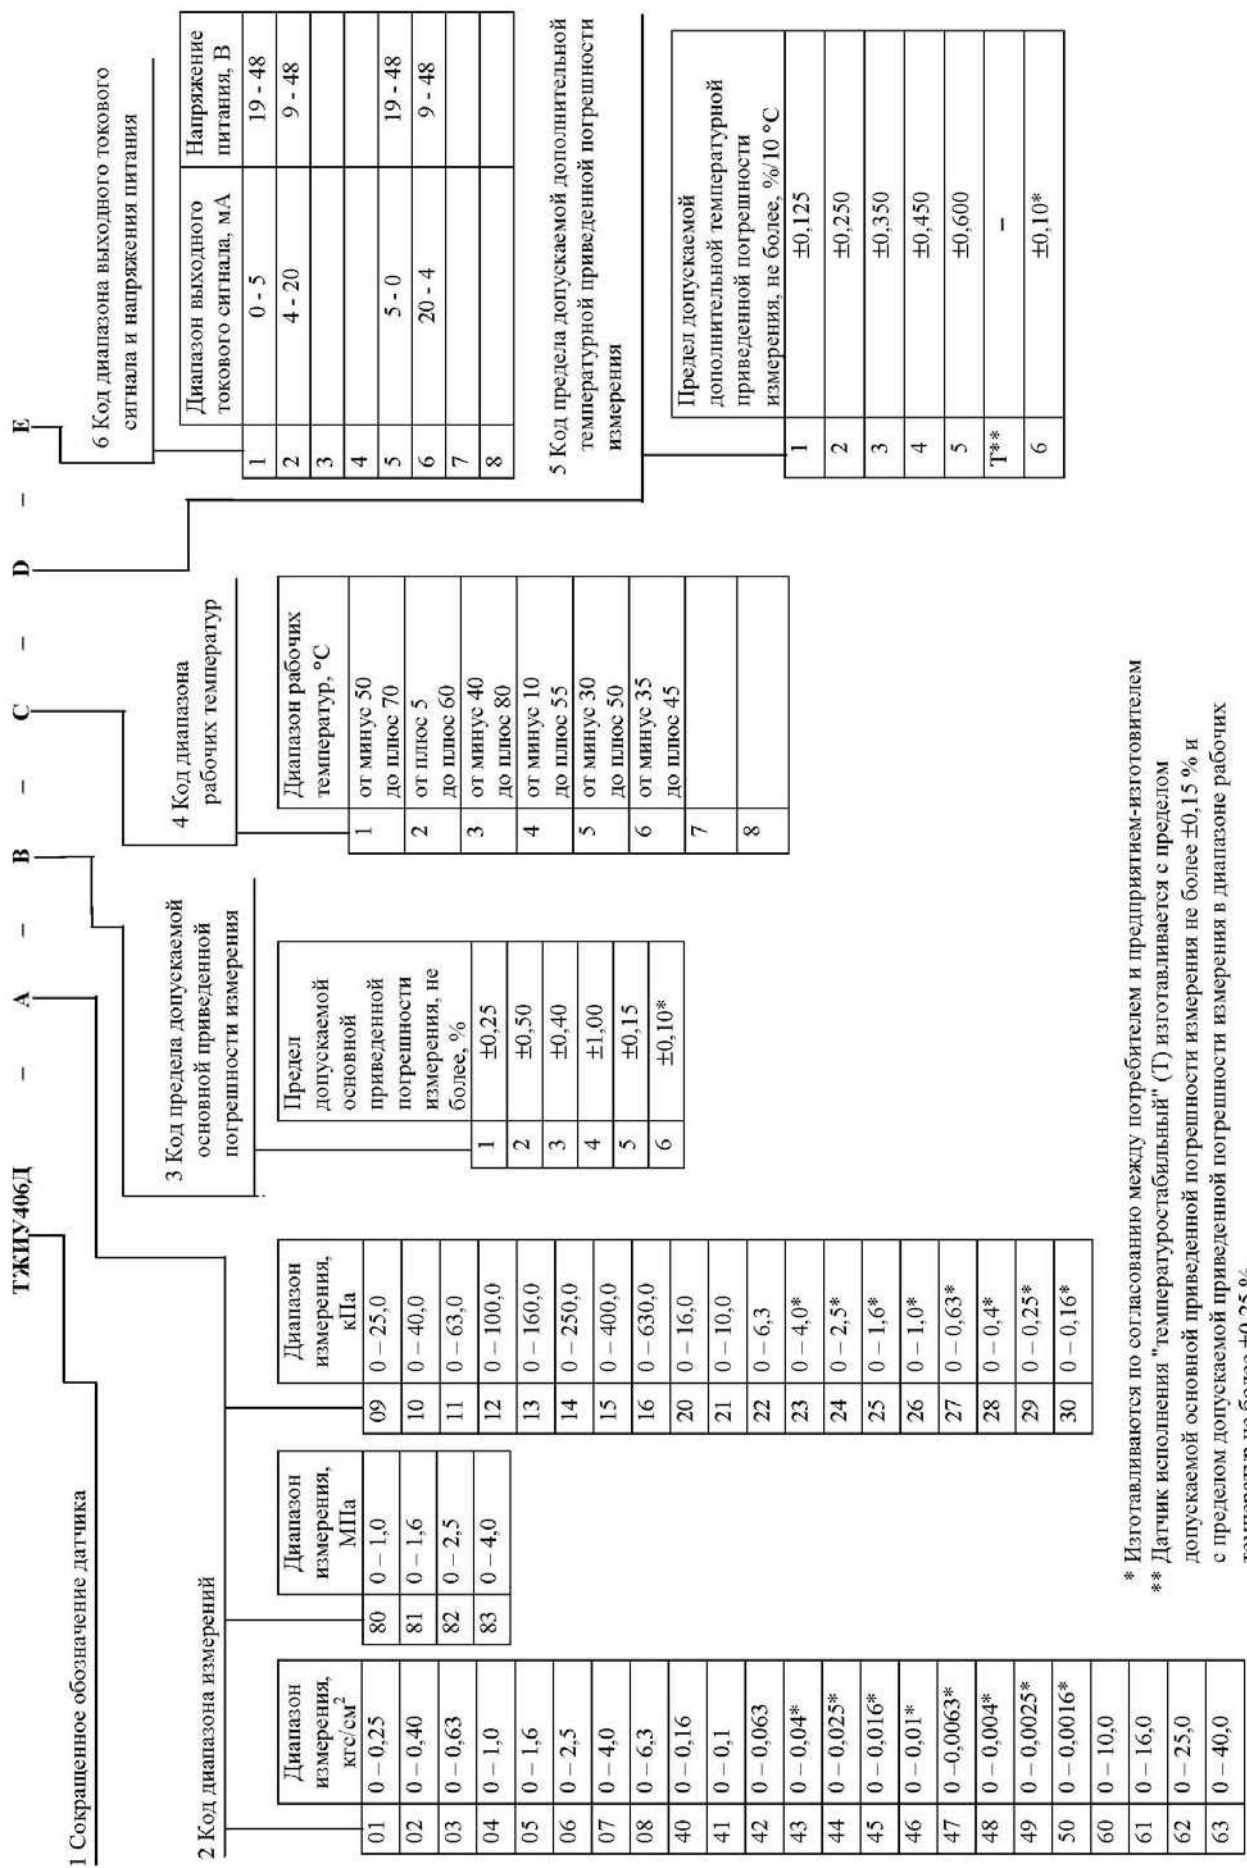 ТЖИУ406Д – A – B – C – D – E
1 Сокращенное обозначение датчика
2 Код диапазона измерений
Диапазон
измерения,
кгс/см²
01 0 – 0,25
02 0 – 0,40
03 0 – 0,63
04 0 – 1,0
05 0 – 1,6
06 0 – 2,5
07 0 – 4,0
08 0 – 6,3
40 0 – 0,16
41 0 – 0,1
42 0 – 0,063
43 0 – 0,04*
44 0 – 0,025*
45 0 – 0,016*
46 0 – 0,01*
47 0 –0,0063*
48 0 – 0,004*
49 0 – 0,0025*
50 0 – 0,0016*
60 0 – 10,0
61 0 – 16,0
62 0 – 25,0
63 0 – 40,0
Диапазон
измерения,
МПа
80 0 – 1,0
81 0 – 1,6
82 0 – 2,5
83 0 – 4,0
Диапазон
измерения,
кПа
09 0 – 25,0
10 0 – 40,0
11 0 – 63,0
12 0 – 100,0
13 0 – 160,0
14 0 – 250,0
15 0 – 400,0
16 0 – 630,0
20 0 – 16,0
21 0 – 10,0
22 0 – 6,3
23 0 – 4,0*
24 0 – 2,5*
25 0 – 1,6*
26 0 – 1,0*
27 0 – 0,63*
28 0 – 0,4*
29 0 – 0,25*
30 0 – 0,16*
3 Код предела допускаемой
основной приведенной
погрешности измерения
Предел
допускаемой
основной
приведенной
погрешности
измерения, не
более, %
1 ±0,25
2 ±0,50
3 ±0,40
4 ±1,00
5 ±0,15
6 ±0,10*
4 Код диапазона
рабочих температур
Диапазон рабочих
температур, °C
1 от минус 50
до плюс 70
2 от плюс 5
до плюс 60
3 от минус 40
до плюс 80
4 от минус 10
до плюс 55
5 от минус 30
до плюс 50
6 от минус 35
до плюс 45
7
8
6 Код диапазона выходного токового
сигнала и напряжения питания
Диапазон выходного
токового сигнала, мА
Напряжение
питания, В
1 0 - 5 19 - 48
2 4 - 20 9 - 48
3
4
5 5 - 0 19 - 48
6 20 - 4 9 - 48
7
8
5 Код предела допускаемой дополнительной
температурной приведенной погрешности
измерения
Предел допускаемой
дополнительной температурной
приведенной погрешности
измерения, не более, %/10 °C
1 ±0,125
2 ±0,250
3 ±0,350
4 ±0,450
5 ±0,600
Т** –
6 ±0,10*
* Изготавливаются по согласованию между потребителем и предприятием-изготовителем
** Датчик исполнения "температуростабильный" (Т) изготавливается с пределом
допускаемой основной приведенной погрешности измерения не более ±0,15 % и
с пределом допускаемой приведенной погрешности измерения в диапазоне рабочих
температур не более ±0,25 %